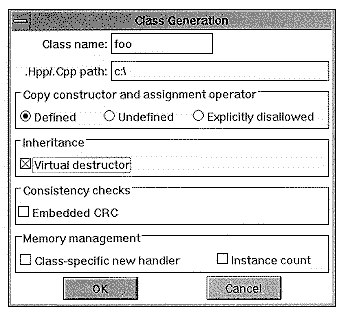 Class Generation
Class name: foo
.Hpp/.Cpp path: c:\
Copy constructor and assignment operator
Defined Undefined Explicitly disallowed
Inheritance
Virtual destructor
Consistency checks
Embedded CRC
Memory management
Class-specific new handler Instance count
OK Cancel